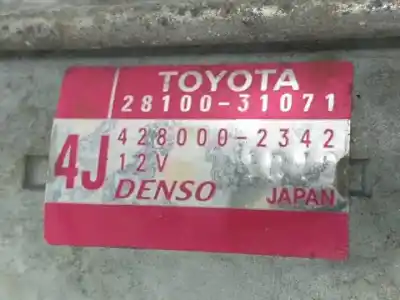 TOYOTA
28100-31071
4J
428000-2342
12V
DENSO
JAPAN